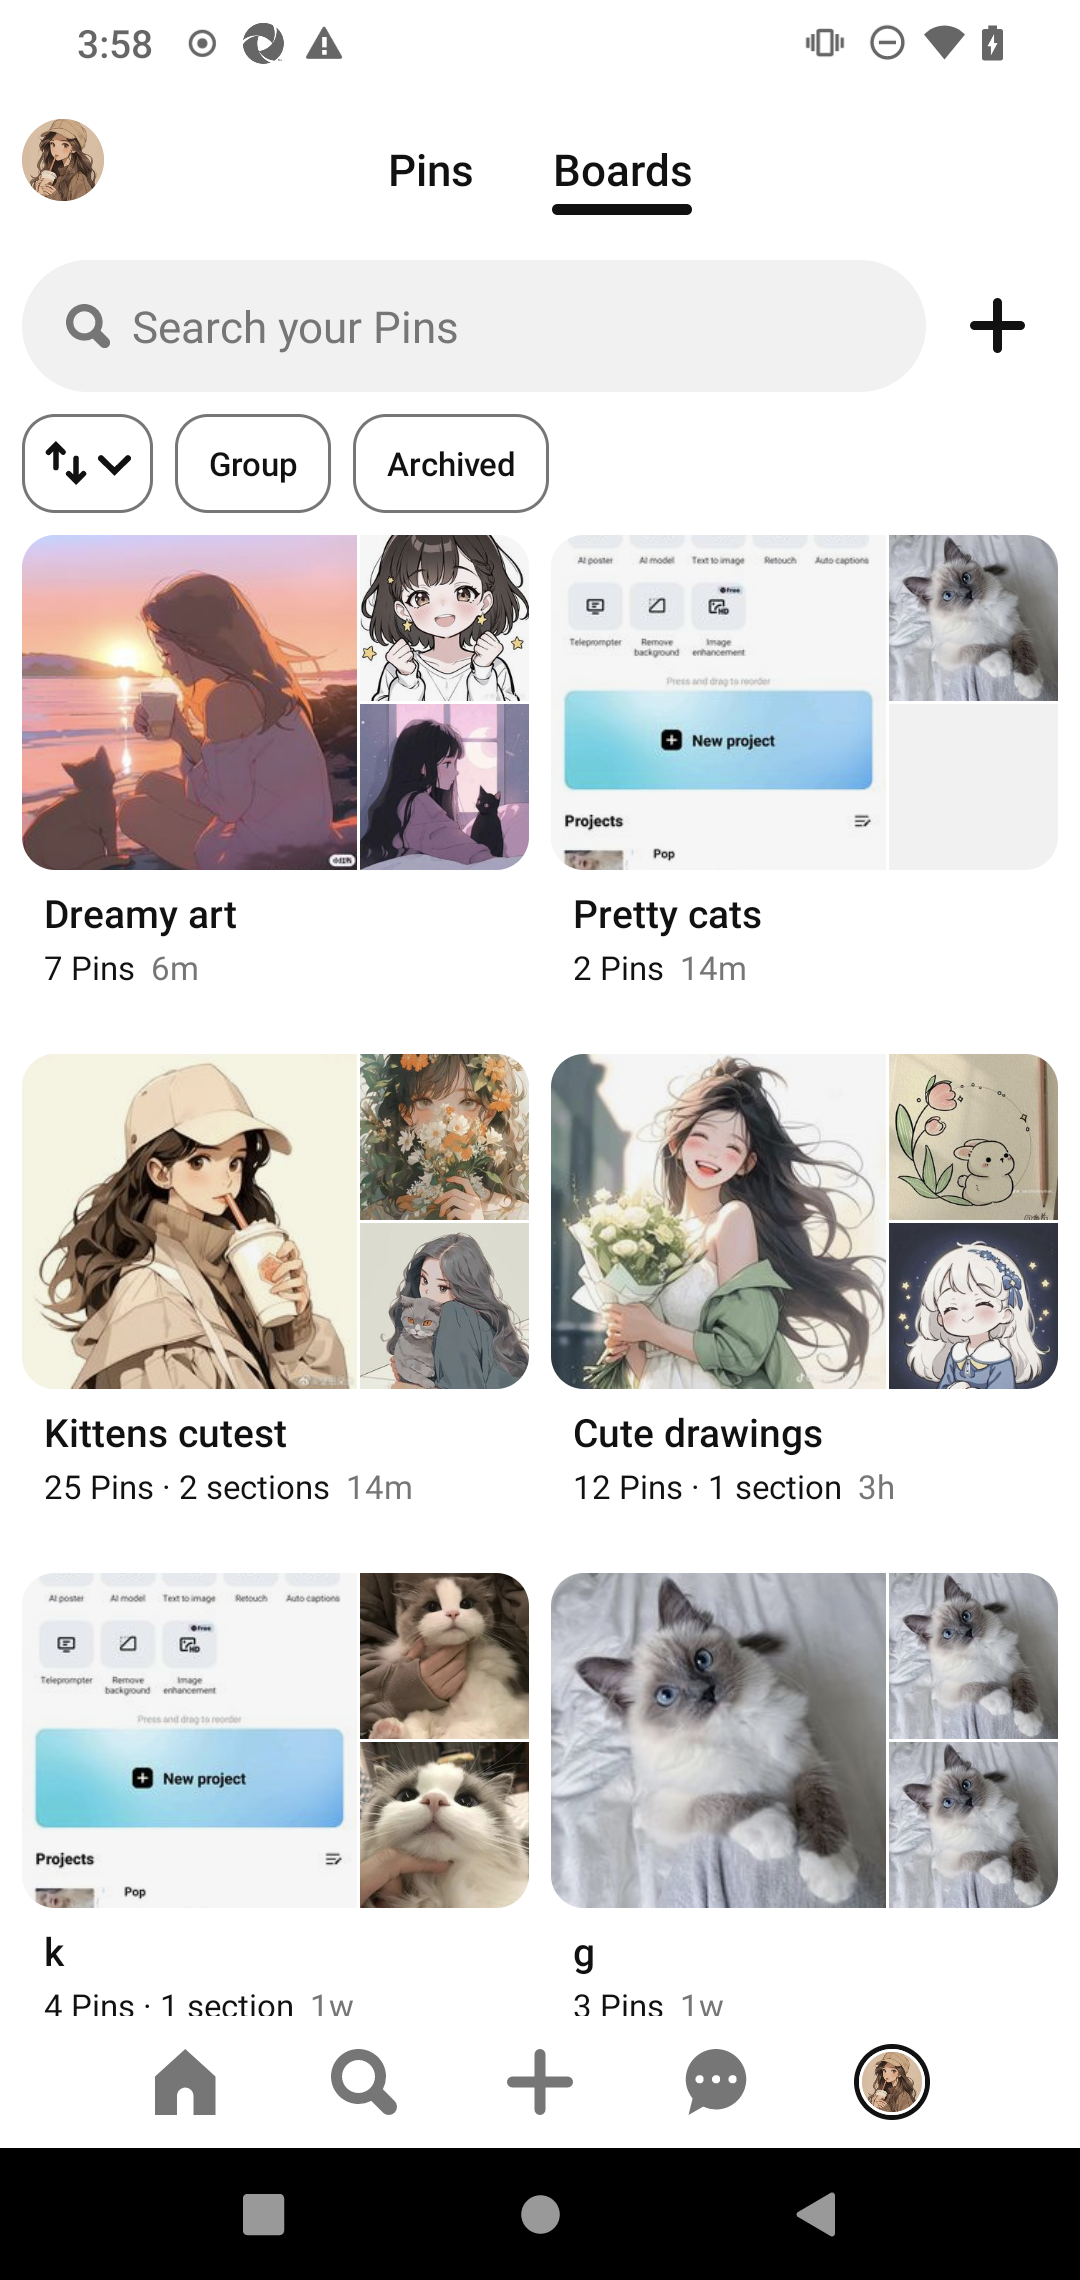 3:58
Pins Boards
Search your Pins
Group Archived
AI poster AI model Text to image Retouch Auto captions
Free
Teleprompter Remove background Image enhancement
HD
Press and drag to reorder
New project
Projects
Pop
Dreamy art Pretty cats
7 Pins 6m 2 Pins 14m
Kittens cutest Cute drawings
25 Pins · 2 sections 14m 12 Pins · 1 section 3h
AI poster AI model Text to image Retouch Auto captions
Free
Teleprompter Remove background Image enhancement
HD
Press and drag to reorder
New project
Projects
Pop
k g
4 Pins · 1 section 1w 3 Pins 1w